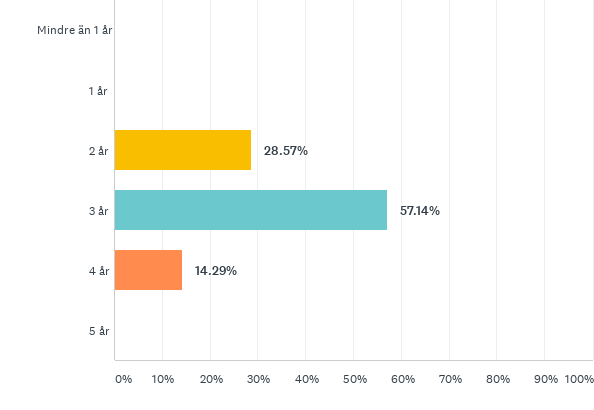 Mindre än 1 år
1 år
2 år 28.57%
3 år 57.14%
4 år 14.29%
5 år
0% 10% 20% 30% 40% 50% 60% 70% 80% 90% 100%